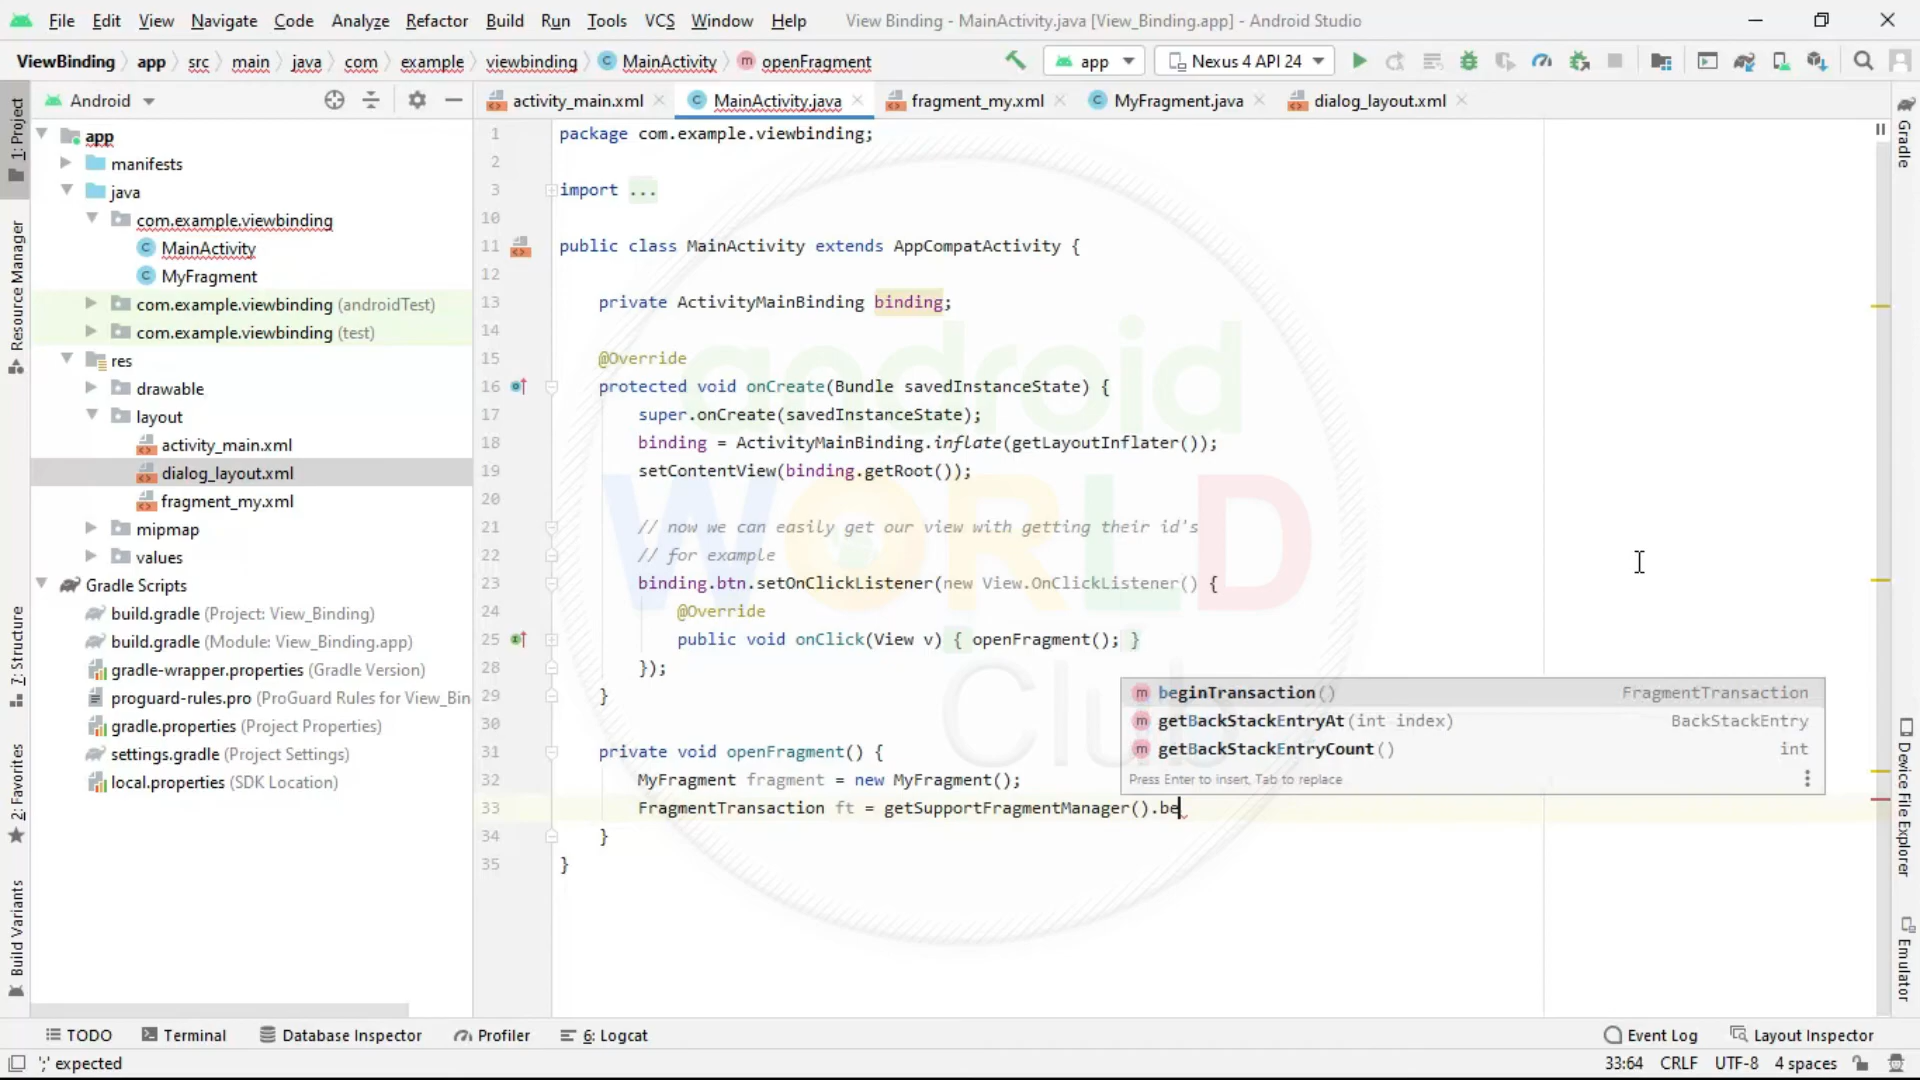 File Edit View Navigate Code Analyze Refactor Build Run Tools VCS Window Help View Binding - MainActivity.java [View_Binding.app] - Android Studio
ViewBinding app src main java com example viewbinding MainActivity openFragment app Nexus 4 API 24
Android activity_main.xml MainActivity.java fragment_my.xml MyFragment.java dialog_layout.xml
1: Project
Resource Manager
7: Structure
2: Favorites
Build Variants
app
manifests
java
com.example.viewbinding
MainActivity
MyFragment
com.example.viewbinding (androidTest)
com.example.viewbinding (test)
res
drawable
layout
activity_main.xml
dialog_layout.xml
fragment_my.xml
mipmap
values
Gradle Scripts
build.gradle (Project: View_Binding)
build.gradle (Module: View_Binding.app)
gradle-wrapper.properties (Gradle Version)
proguard-rules.pro (ProGuard Rules for View_Bin
gradle.properties (Project Properties)
settings.gradle (Project Settings)
local.properties (SDK Location)
1 package com.example.viewbinding;
2
3 import ...
10
11 public class MainActivity extends AppCompatActivity {
12
13 private ActivityMainBinding binding;
14
15 @Override
16 protected void onCreate(Bundle savedInstanceState) {
17 super.onCreate(savedInstanceState);
18 binding = ActivityMainBinding.inflate(getLayoutInflater());
19 setContentView(binding.getRoot());
20
21 // now we can easily get our view with getting their id's
22 // for example
23 binding.btn.setOnClickListener(new View.OnClickListener() {
24 @Override
25 public void onClick(View v) { openFragment(); }
28 });
29 }
30
31 private void openFragment() {
32 MyFragment fragment = new MyFragment();
33 FragmentTransaction ft = getSupportFragmentManager().be
34 }
35 }
beginTransaction() FragmentTransaction
getBackStackEntryAt(int index) BackStackEntry
getBackStackEntryCount() int
Press Enter to insert, Tab to replace
android
WORLD
Club
Gradle
Device File Explorer
Emulator
TODO Terminal Database Inspector Profiler 6: Logcat Event Log Layout Inspector
';' expected 33:64 CRLF UTF-8 4 spaces